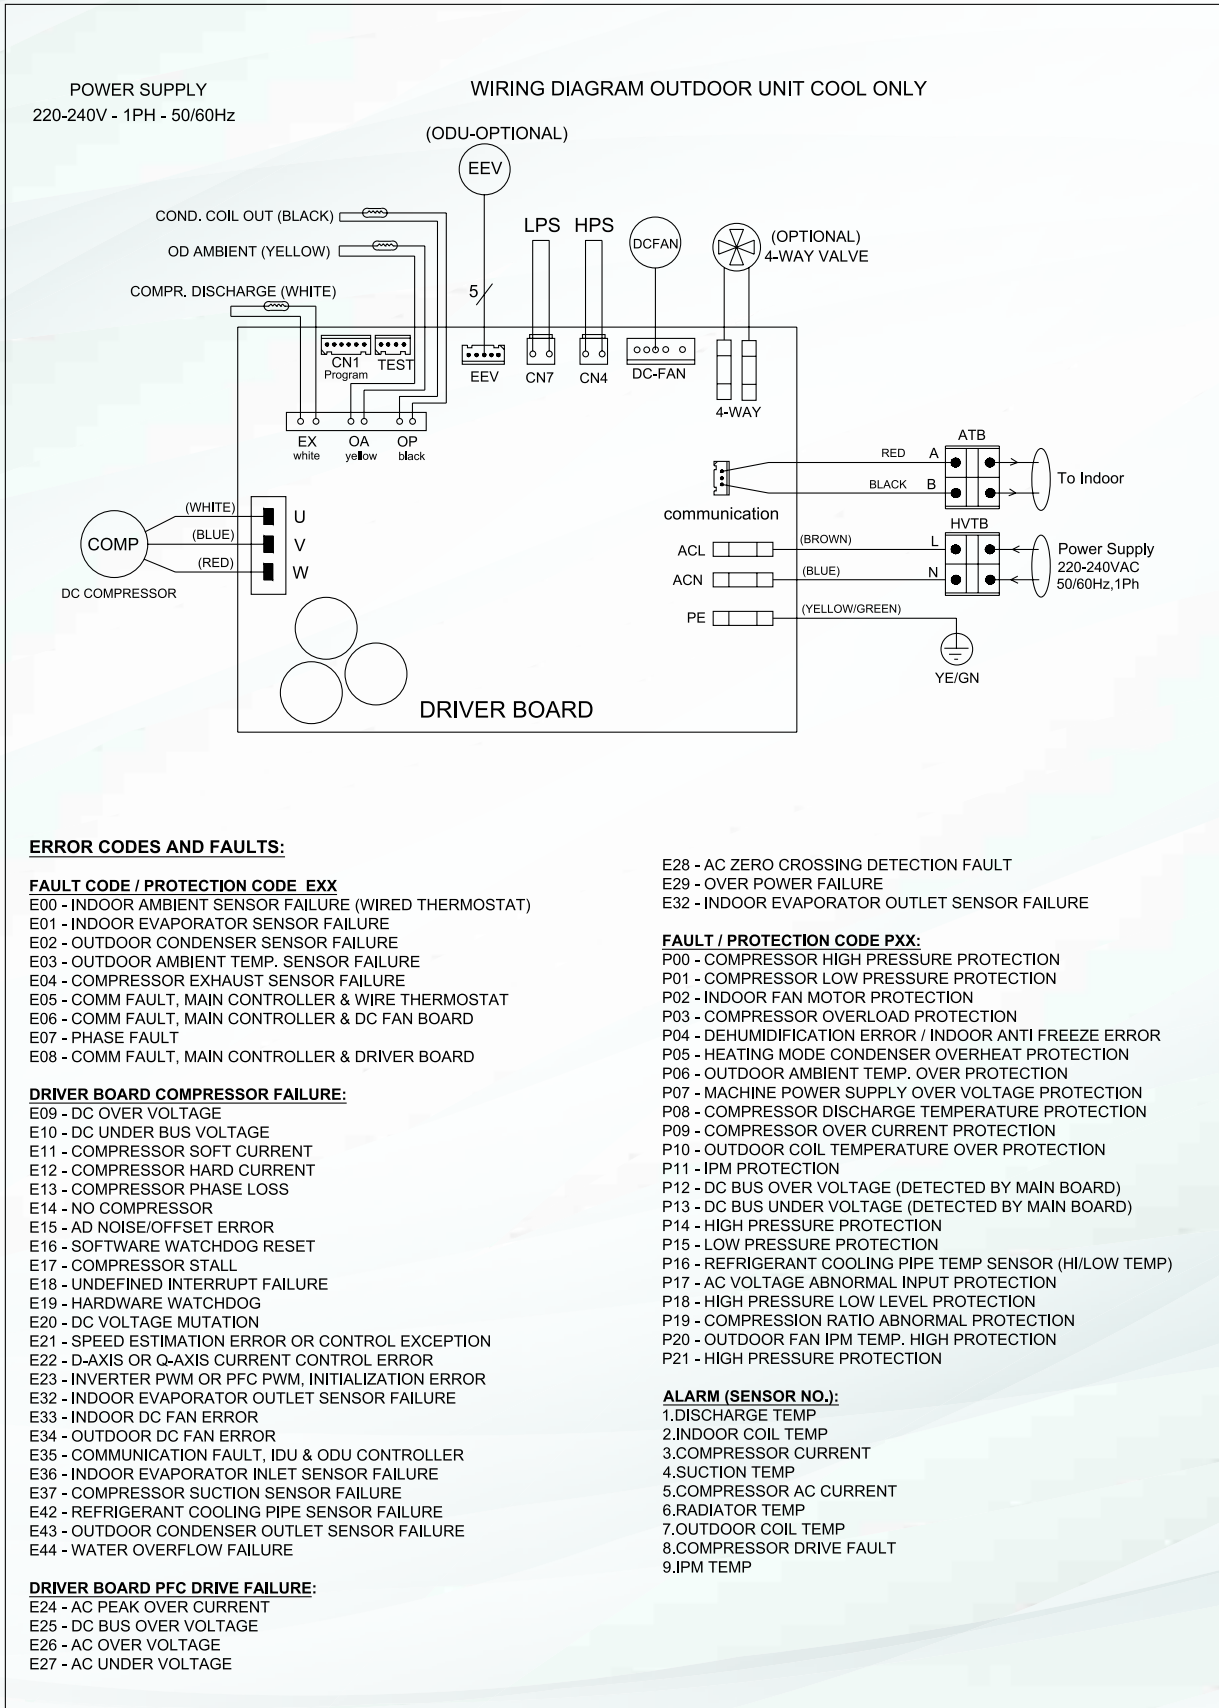 POWER SUPPLY
220-240V - 1PH - 50/60Hz
WIRING DIAGRAM OUTDOOR UNIT COOL ONLY
(ODU-OPTIONAL)
EEV
COND. COIL OUT (BLACK)
OD AMBIENT (YELLOW)
COMPR. DISCHARGE (WHITE)
LPS
HPS
DCFAN
(OPTIONAL)
4-WAY VALVE
5
CN1
Program
TEST
EEV
CN7
CN4
DC-FAN
4-WAY
EX
white
OA
yellow
OP
black
ATB
RED
A
BLACK
B
To Indoor
communication
HVTB
(WHITE)
U
(BLUE)
V
(RED)
W
COMP
DC COMPRESSOR
ACL
(BROWN)
L
ACN
(BLUE)
N
Power Supply
220-240VAC
50/60Hz,1Ph
PE
(YELLOW/GREEN)
YE/GN
DRIVER BOARD
ERROR CODES AND FAULTS:
FAULT CODE / PROTECTION CODE EXX
E00 - INDOOR AMBIENT SENSOR FAILURE (WIRED THERMOSTAT)
E01 - INDOOR EVAPORATOR SENSOR FAILURE
E02 - OUTDOOR CONDENSER SENSOR FAILURE
E03 - OUTDOOR AMBIENT TEMP. SENSOR FAILURE
E04 - COMPRESSOR EXHAUST SENSOR FAILURE
E05 - COMM FAULT, MAIN CONTROLLER & WIRE THERMOSTAT
E06 - COMM FAULT, MAIN CONTROLLER & DC FAN BOARD
E07 - PHASE FAULT
E08 - COMM FAULT, MAIN CONTROLLER & DRIVER BOARD
DRIVER BOARD COMPRESSOR FAILURE:
E09 - DC OVER VOLTAGE
E10 - DC UNDER BUS VOLTAGE
E11 - COMPRESSOR SOFT CURRENT
E12 - COMPRESSOR HARD CURRENT
E13 - COMPRESSOR PHASE LOSS
E14 - NO COMPRESSOR
E15 - AD NOISE/OFFSET ERROR
E16 - SOFTWARE WATCHDOG RESET
E17 - COMPRESSOR STALL
E18 - UNDEFINED INTERRUPT FAILURE
E19 - HARDWARE WATCHDOG
E20 - DC VOLTAGE MUTATION
E21 - SPEED ESTIMATION ERROR OR CONTROL EXCEPTION
E22 - D-AXIS OR Q-AXIS CURRENT CONTROL ERROR
E23 - INVERTER PWM OR PFC PWM, INITIALIZATION ERROR
E32 - INDOOR EVAPORATOR OUTLET SENSOR FAILURE
E33 - INDOOR DC FAN ERROR
E34 - OUTDOOR DC FAN ERROR
E35 - COMMUNICATION FAULT, IDU & ODU CONTROLLER
E36 - INDOOR EVAPORATOR INLET SENSOR FAILURE
E37 - COMPRESSOR SUCTION SENSOR FAILURE
E42 - REFRIGERANT COOLING PIPE SENSOR FAILURE
E43 - OUTDOOR CONDENSER OUTLET SENSOR FAILURE
E44 - WATER OVERFLOW FAILURE
DRIVER BOARD PFC DRIVE FAILURE:
E24 - AC PEAK OVER CURRENT
E25 - DC BUS OVER VOLTAGE
E26 - AC OVER VOLTAGE
E27 - AC UNDER VOLTAGE
E28 - AC ZERO CROSSING DETECTION FAULT
E29 - OVER POWER FAILURE
E32 - INDOOR EVAPORATOR OUTLET SENSOR FAILURE
FAULT / PROTECTION CODE PXX:
P00 - COMPRESSOR HIGH PRESSURE PROTECTION
P01 - COMPRESSOR LOW PRESSURE PROTECTION
P02 - INDOOR FAN MOTOR PROTECTION
P03 - COMPRESSOR OVERLOAD PROTECTION
P04 - DEHUMIDIFICATION ERROR / INDOOR ANTI FREEZE ERROR
P05 - HEATING MODE CONDENSER OVERHEAT PROTECTION
P06 - OUTDOOR AMBIENT TEMP. OVER PROTECTION
P07 - MACHINE POWER SUPPLY OVER VOLTAGE PROTECTION
P08 - COMPRESSOR DISCHARGE TEMPERATURE PROTECTION
P09 - COMPRESSOR OVER CURRENT PROTECTION
P10 - OUTDOOR COIL TEMPERATURE OVER PROTECTION
P11 - IPM PROTECTION
P12 - DC BUS OVER VOLTAGE (DETECTED BY MAIN BOARD)
P13 - DC BUS UNDER VOLTAGE (DETECTED BY MAIN BOARD)
P14 - HIGH PRESSURE PROTECTION
P15 - LOW PRESSURE PROTECTION
P16 - REFRIGERANT COOLING PIPE TEMP SENSOR (HI/LOW TEMP)
P17 - AC VOLTAGE ABNORMAL INPUT PROTECTION
P18 - HIGH PRESSURE LOW LEVEL PROTECTION
P19 - COMPRESSION RATIO ABNORMAL PROTECTION
P20 - OUTDOOR FAN IPM TEMP. HIGH PROTECTION
P21 - HIGH PRESSURE PROTECTION
ALARM (SENSOR NO.):
1.DISCHARGE TEMP
2.INDOOR COIL TEMP
3.COMPRESSOR CURRENT
4.SUCTION TEMP
5.COMPRESSOR AC CURRENT
6.RADIATOR TEMP
7.OUTDOOR COIL TEMP
8.COMPRESSOR DRIVE FAULT
9.IPM TEMP